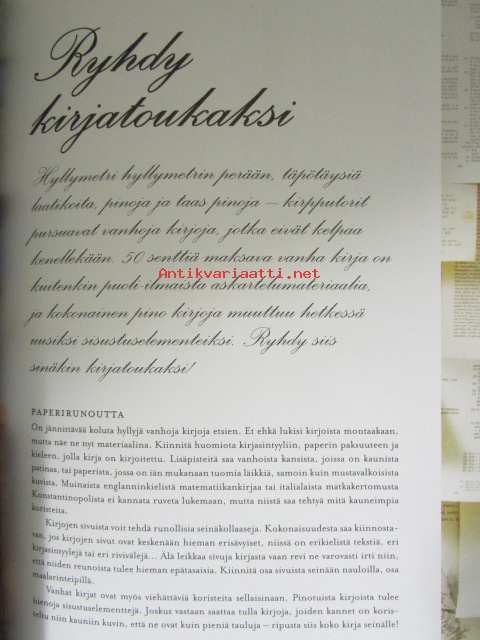 Ryhdy
kirjatoukaksi
Hyllymetri hyllymetrin perään, täpötäysiä
laatikoita, pinoja ja taas pinoja – kirpputorit
pursuavat vanhoja kirjoja, jotka eivät kelpaa
kenellekään. 50 senttiä maksava vanha kirja on
Antikvariaatti.net
kuitenkin puoli-ilmaista askartelumateriaalia,
ja kokonainen pino kirjoja muuttuu hetkessä
uusiksi sisustuselementeiksi. Ryhdy siis
sinäkin kirjatoukaksi!
PAPERIRUNOUTTA
On jännittävää koluta hyllyjä vanhoja kirjoja etsien. Et ehkä lukisi kirjoista montaakaan,
mutta näe ne nyt materiaalina. Kiinnitä huomiota kirjasintyyliin, paperin paksuuteen ja
kieleen, jolla kirja on kirjoitettu. Lisäpisteitä saa vanhoista kansista, joissa on kaunista
patinaa, tai paperista, jossa on iän mukanaan tuomia läikkiä, samoin kuin mustavalkoisista
kuvista. Muinaista englanninkielistä matematiikankirjaa tai italialaista matkakertomusta
Konstantinopolista ei kannata ruveta lukemaan, mutta niistä saa tehtyä mitä kauneimpia
koristeita.
Kirjojen sivuista voit tehdä runollisia seinäkollaaseja. Kokonaisuudesta saa kiinnosta-
van, jos kirjojen sivut ovat keskenään hieman erisävyiset, niissä on erikielistä tekstiä, eri
kirjasintyylejä tai eri rivivälejä... Älä leikkaa sivuja kirjasta vaan revi ne varovasti irti niin,
että niiden reunoista tulee hieman epätasaisia. Kiinnitä osa sivuista seinään nauloilla, osa
maalarinteipillä.
Vanhat kirjat ovat myös viehättäviä koristeita sellaisinaan. Pinotuista kirjoista tulee
hienoja sisustuselementtejä. Joskus vastaan saattaa tulla kirjoja, joiden kannet on koris-
teltu niin kauniin kuvin, että ne ovat kuin pieniä tauluja – ripusta siis koko kirja seinälle!